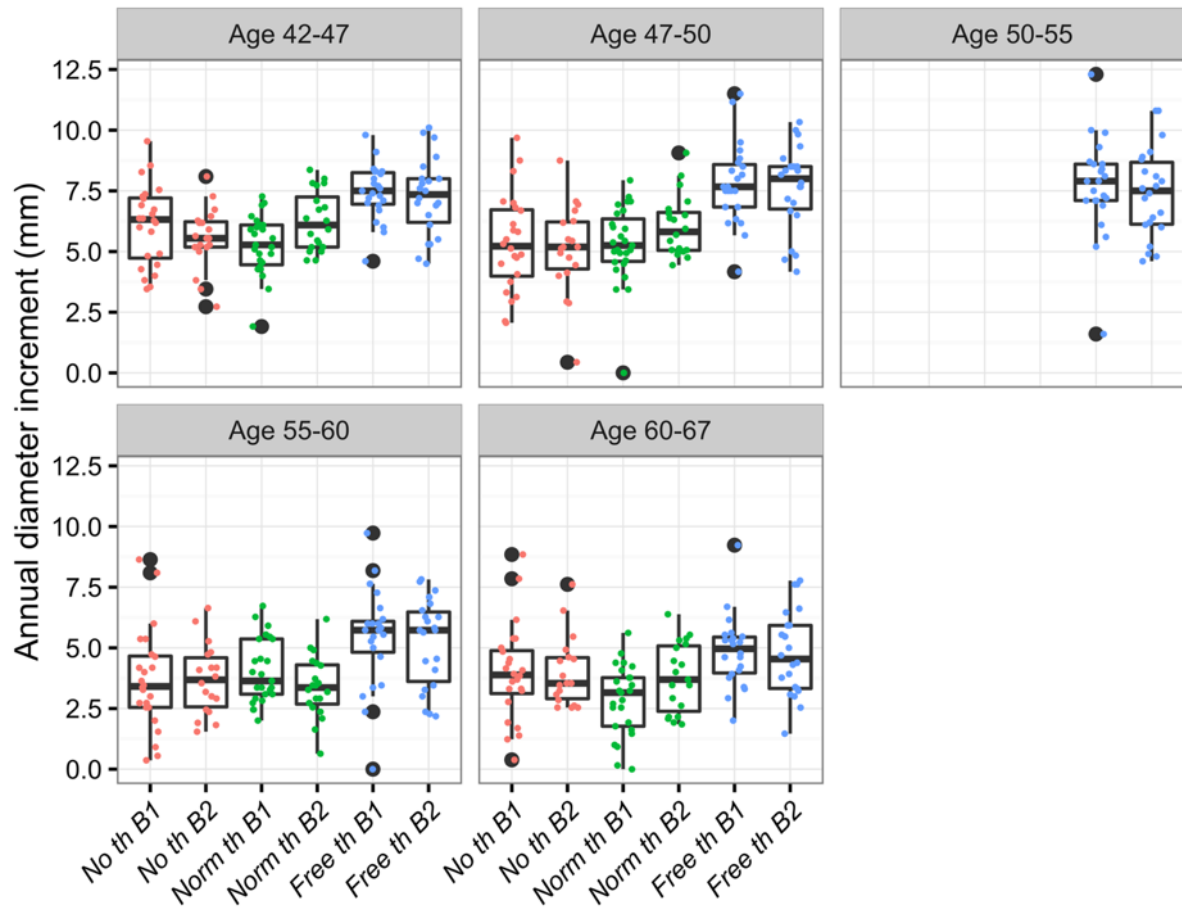 Age 42-47
Age 47-50
Age 50-55
12.5
10.0
7.5
5.0
2.5
0.0
Annual diameter increment (mm)
Age 55-60
Age 60-67
12.5
10.0
7.5
5.0
2.5
0.0
No th B1
No th B2
Norm th B1
Norm th B2
Free th B1
Free th B2
No th B1
No th B2
Norm th B1
Norm th B2
Free th B1
Free th B2